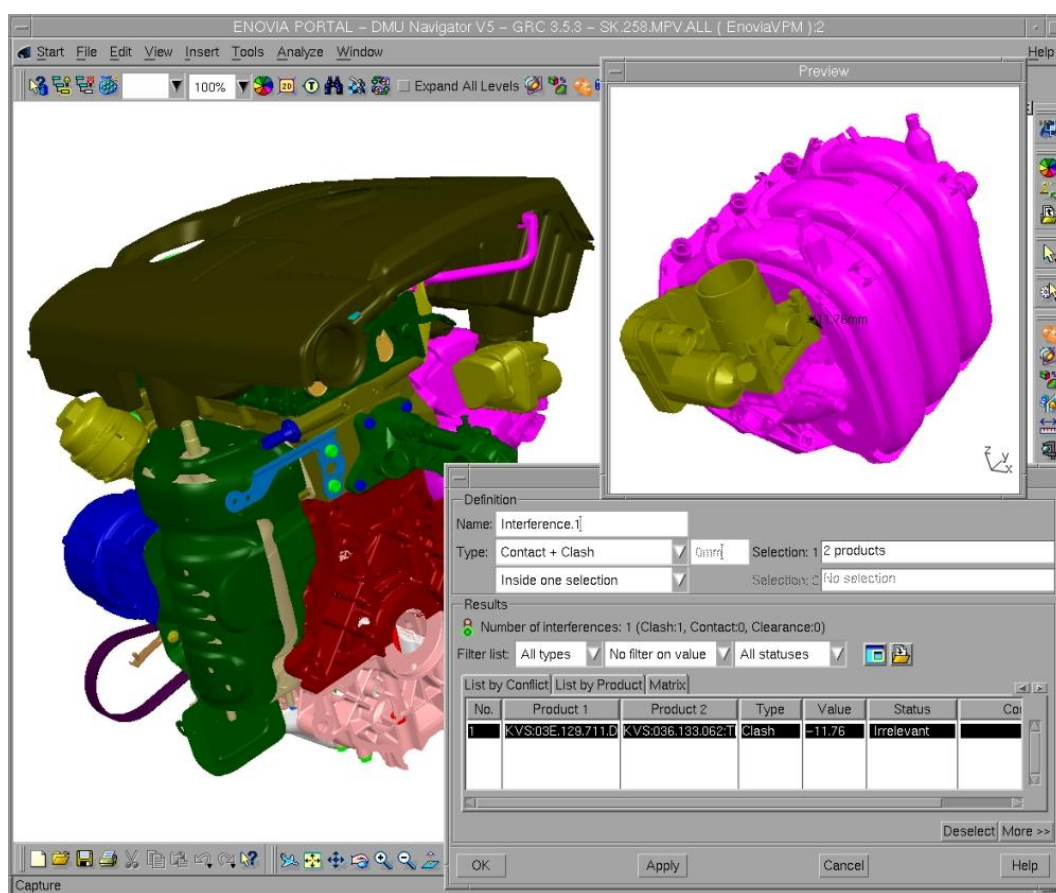 ENOVIA PORTAL – DMU Navigator V5 – GRC 3.5.3 – SK.258.MPV.ALL ( EnoviaVPM ):2
Start File Edit View Insert Tools Analyze Window Help
100% 20 Expand All Levels
Preview
11.76mm
z y x
Definition
Name: Interference.1
Type: Contact + Clash 0mm Selection: 1 2 products
Inside one selection Selection: 2 No selection
Results
Number of interferences: 1 (Clash:1, Contact:0, Clearance:0)
Filter list: All types No filter on value All statuses
List by Conflict List by Product Matrix
No. Product 1 Product 2 Type Value Status
1 KVS:03E.129.711.D KVS:036.133.062:T Clash -11.76 Irrelevant
Deselect More >>
OK Apply Cancel Help
Capture